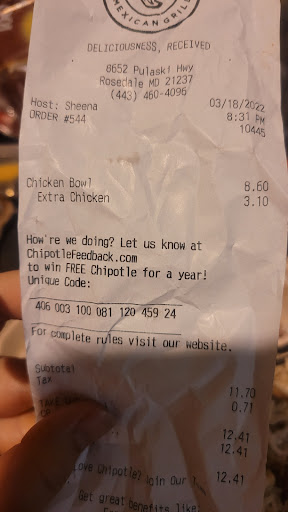 MEXICAN GRILL
DELICIOUSNESS, RECEIVED
8652 Pulaski Hwy
Rosedale MD 21237
(443) 460-4096
Host: Sheena 03/18/2022
ORDER #544 8:31 PM
10445
Chicken Bowl 8.60
Extra Chicken 3.10
How're we doing? Let us know at
ChipotleFeedback.com
to win FREE Chipotle for a year!
Unique Code:
406 003 100 081 120 459 24
For complete rules visit our website.
Subtotal 11.70
Tax 0.71
12.41
12.41
Love Chipotle? Join Our 12.41
Get great benefits like